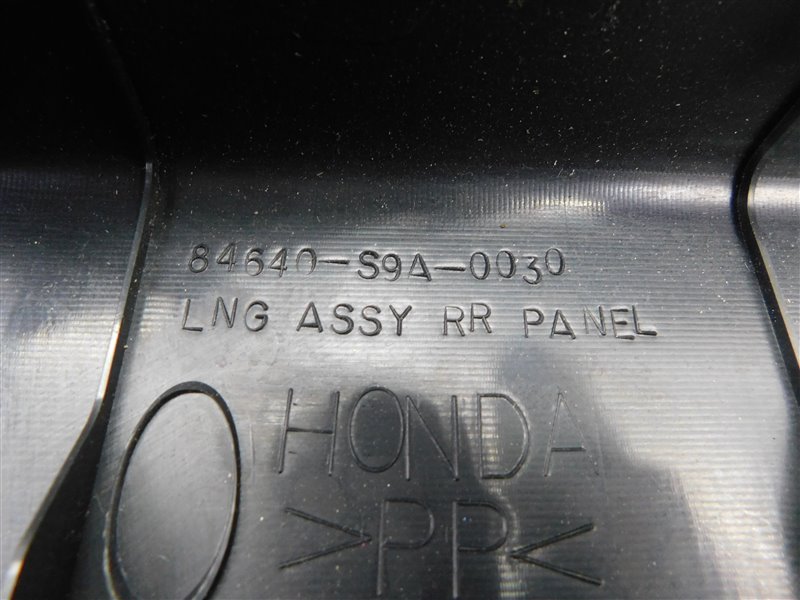 84640-S9A-0030
LNG ASSY RR PANEL
HONDA
>PP<